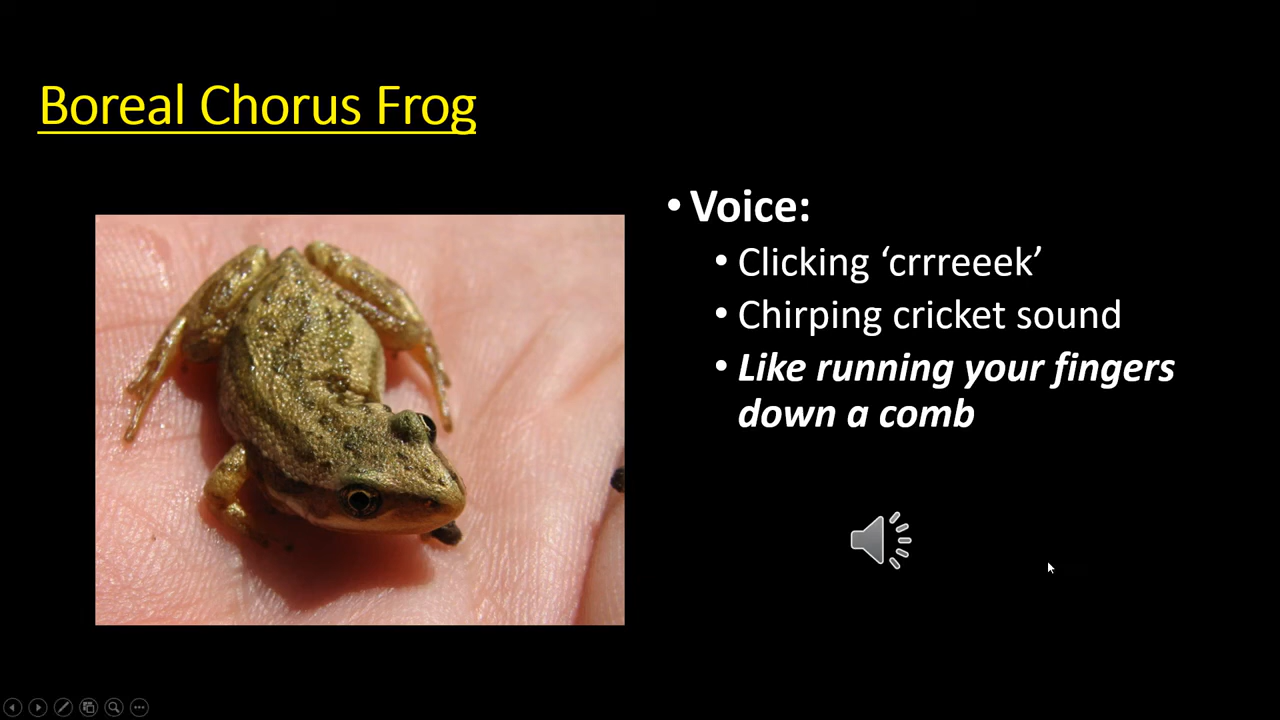 Boreal Chorus Frog
• Voice:
• Clicking ‘crrreeek’
• Chirping cricket sound
• Like running your fingers
down a comb